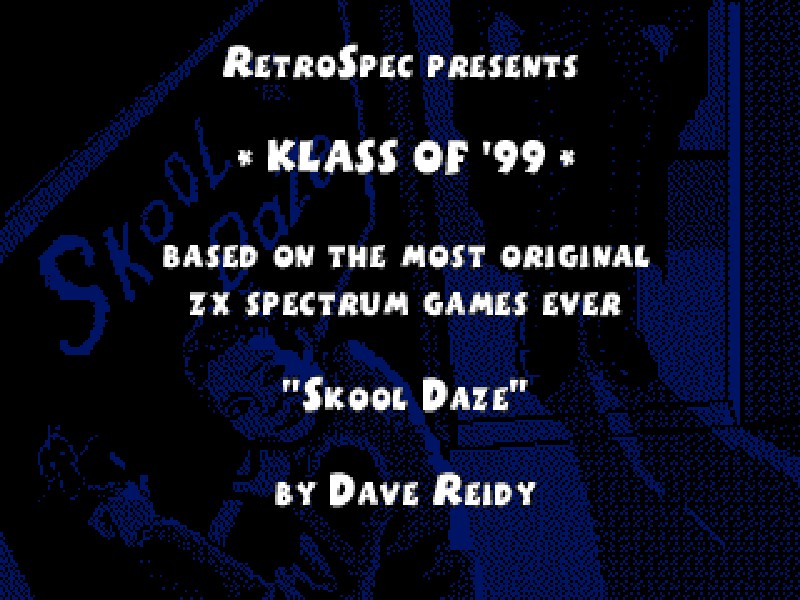 RetroSpec presents
* KLASS OF '99 *
based on the most original
ZX Spectrum games ever
"Skool Daze"
by Dave Reidy
Skool
Daze